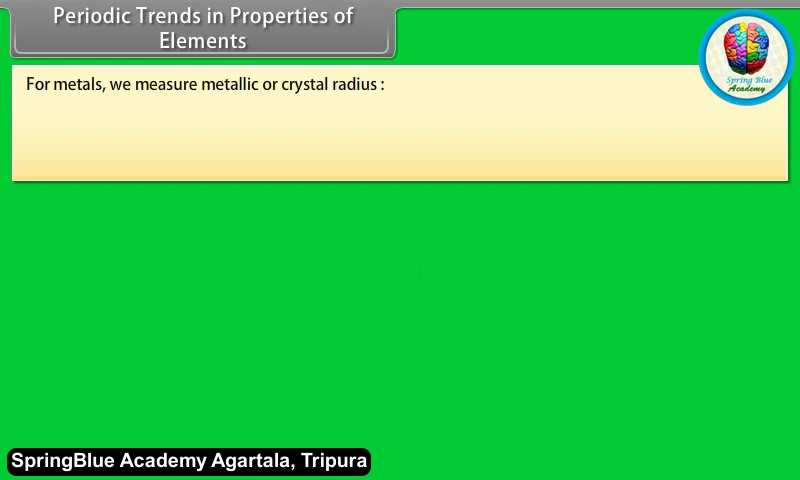 Periodic Trends in Properties of
Elements
For metals, we measure metallic or crystal radius :
Spring Blue
Academy
SpringBlue Academy Agartala, Tripura